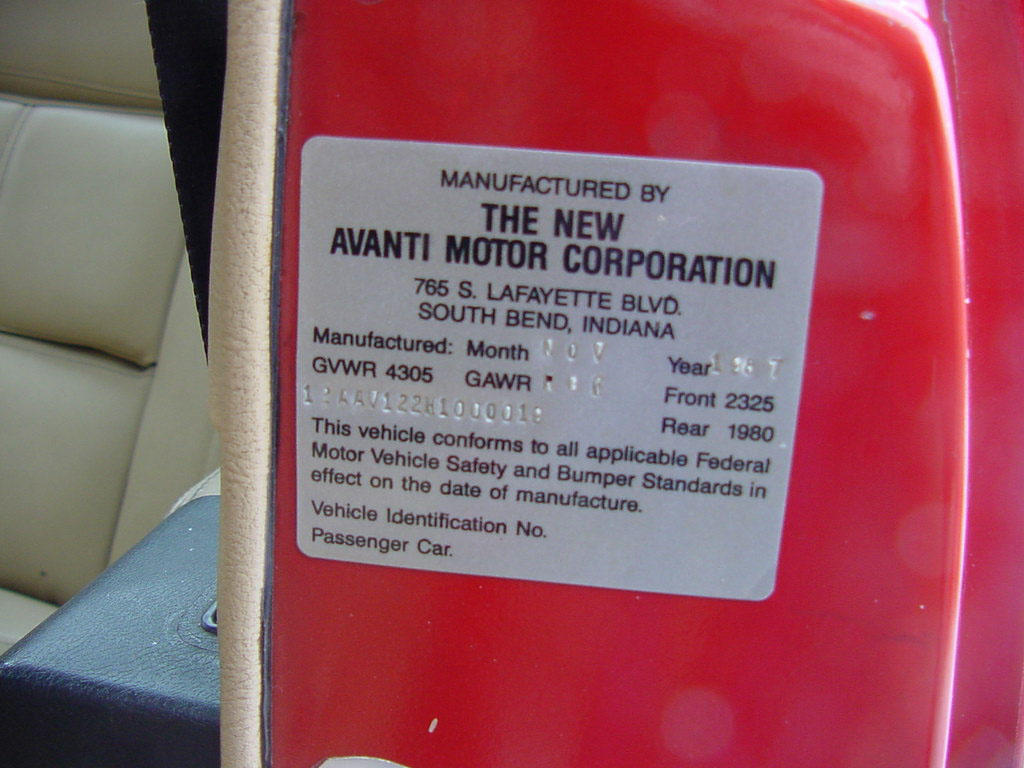 MANUFACTURED BY
THE NEW
AVANTI MOTOR CORPORATION
765 S. LAFAYETTE BLVD.
SOUTH BEND, INDIANA
Manufactured: Month NOV Year
GVWR 4305 GAWR Front 2325
Rear 1980
This vehicle conforms to all applicable Federal
Motor Vehicle Safety and Bumper Standards in
effect on the date of manufacture.
Vehicle Identification No.
Passenger Car.